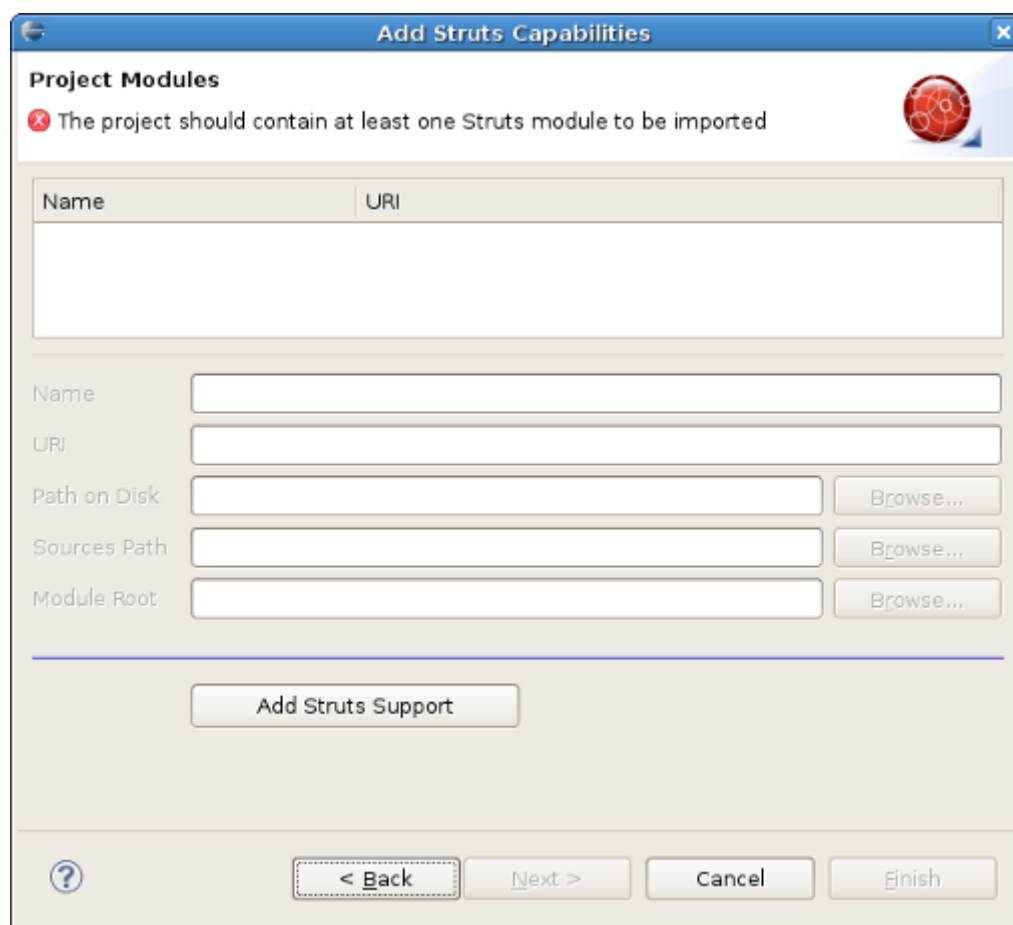 Add Struts Capabilities
Project Modules
The project should contain at least one Struts module to be imported
Name URI
Name
URI
Path on Disk Browse...
Sources Path Browse...
Module Root Browse...
Add Struts Support
? < Back Next > Cancel Finish